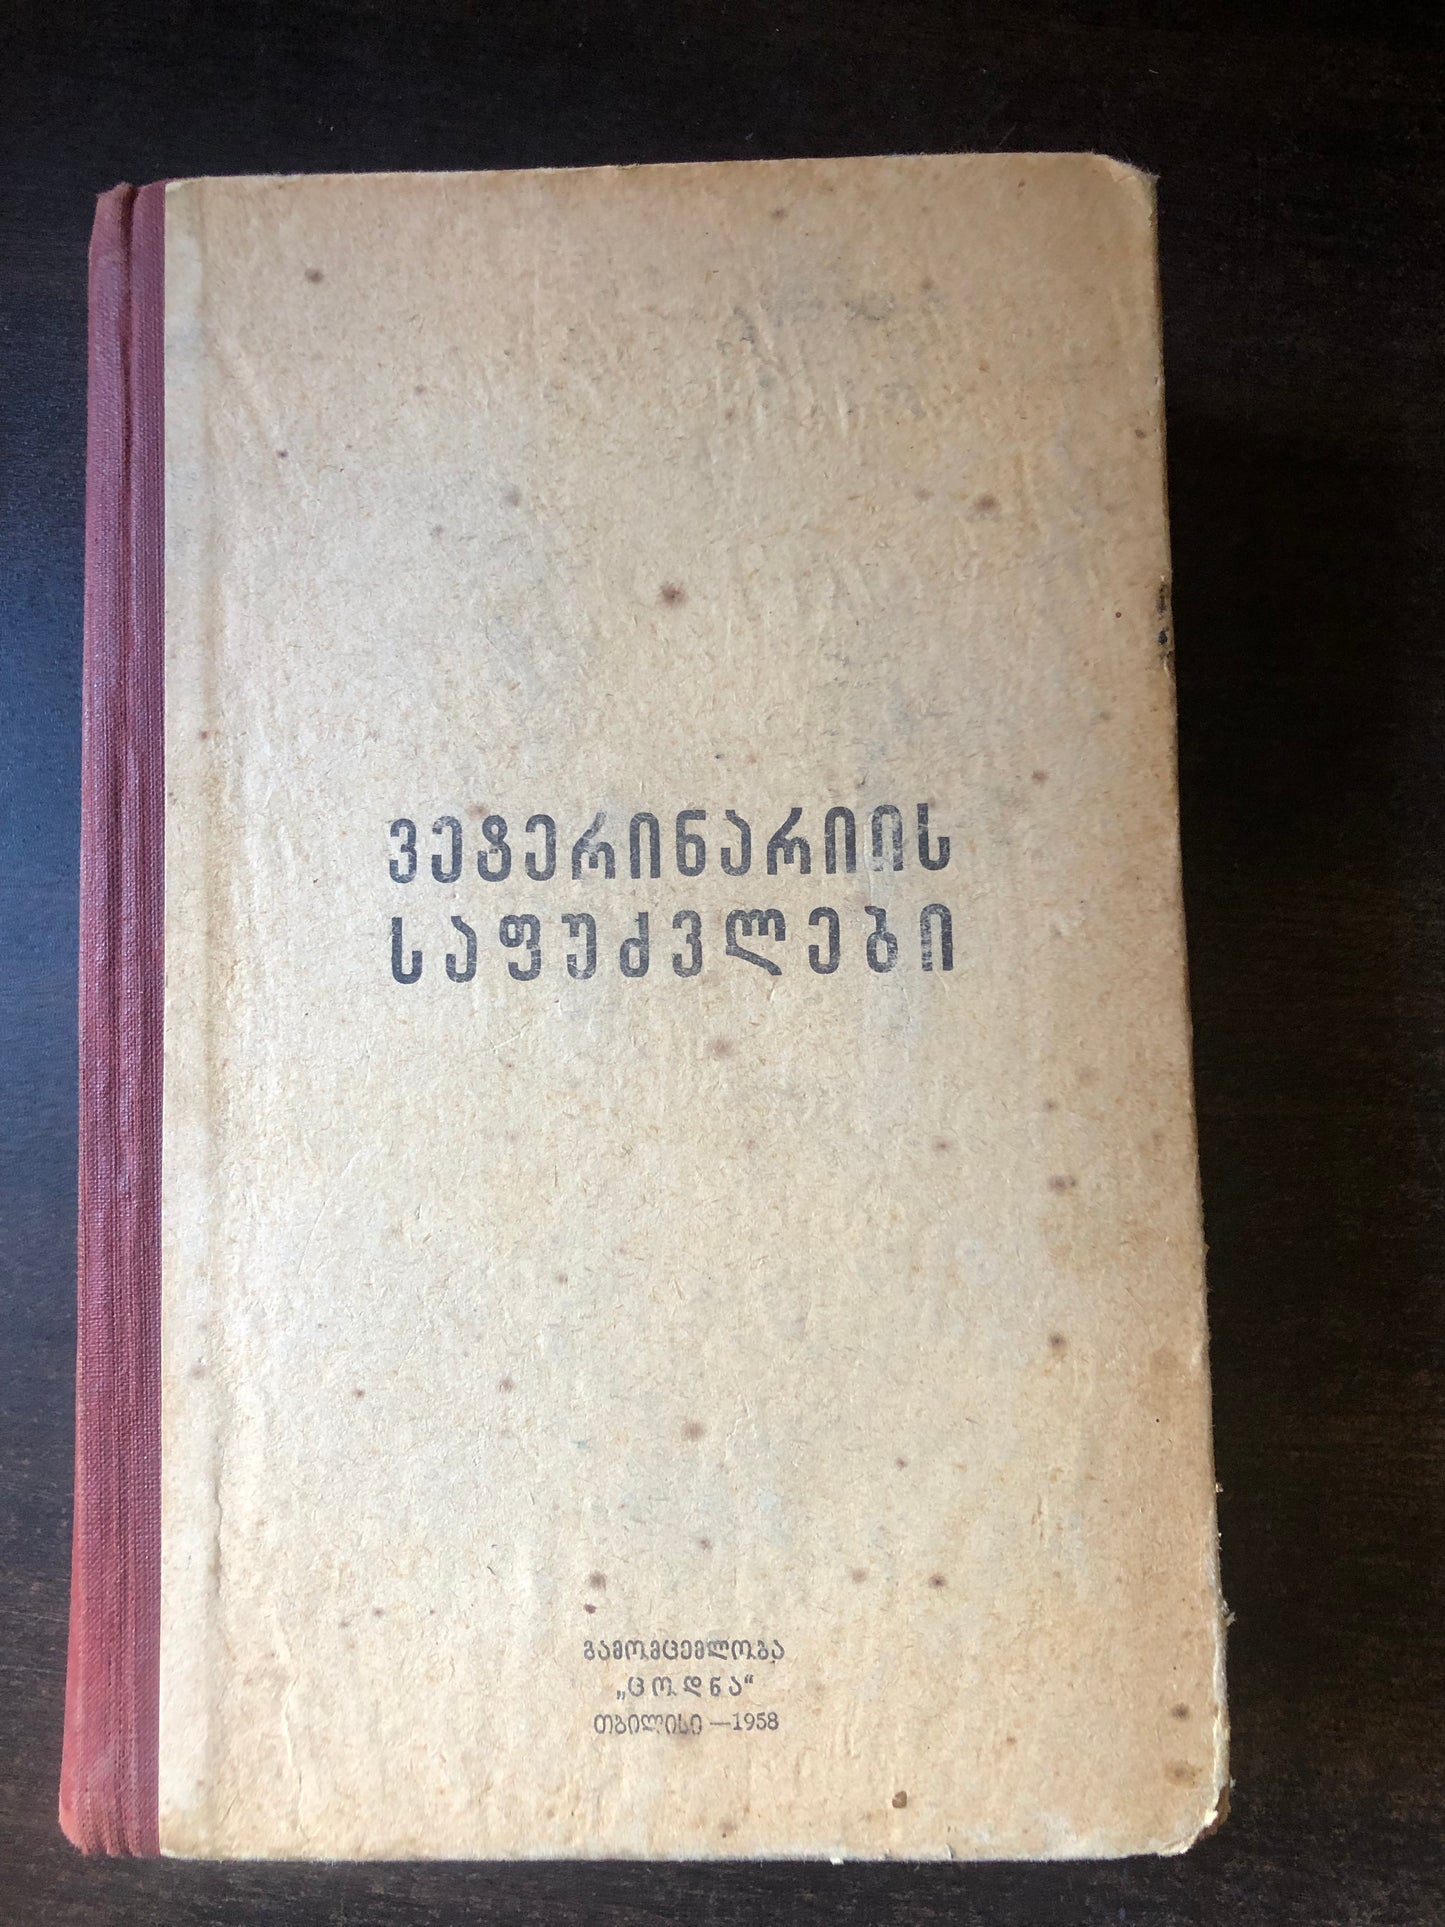 ვეტერინარიის
საფუძვლები
გამომცემლობა
„ცოდნა“
თბილისი —1958